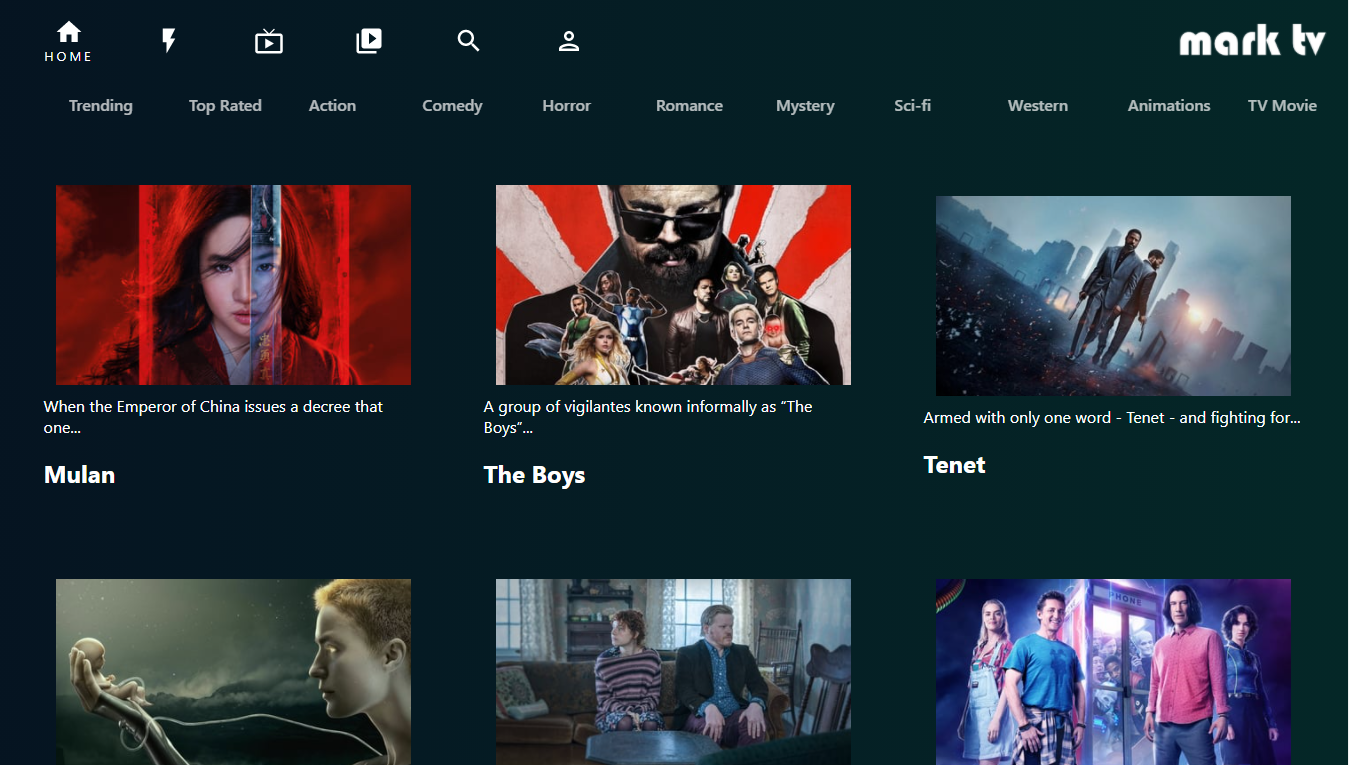 HOME
mark tv
Trending
Top Rated
Action
Comedy
Horror
Romance
Mystery
Sci-fi
Western
Animations
TV Movie
When the Emperor of China issues a decree that
one...
Mulan
A group of vigilantes known informally as “The
Boys”...
The Boys
Armed with only one word - Tenet - and fighting for...
Tenet
PHONE